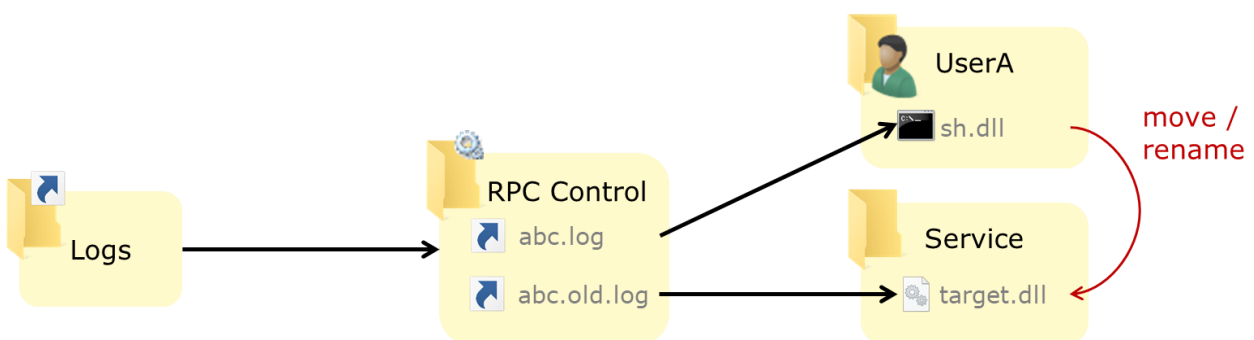 Logs
RPC Control
abc.log
abc.old.log
UserA
sh.dll
Service
target.dll
move /
rename